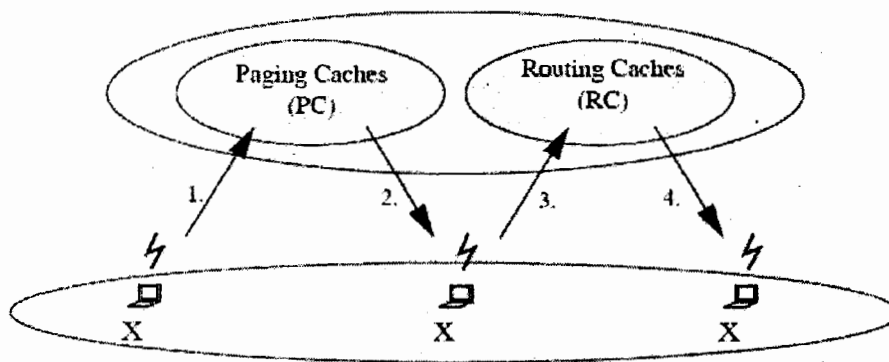 Paging Caches
(PC)
Routing Caches
(RC)
1.
2.
3.
4.
X
X
X